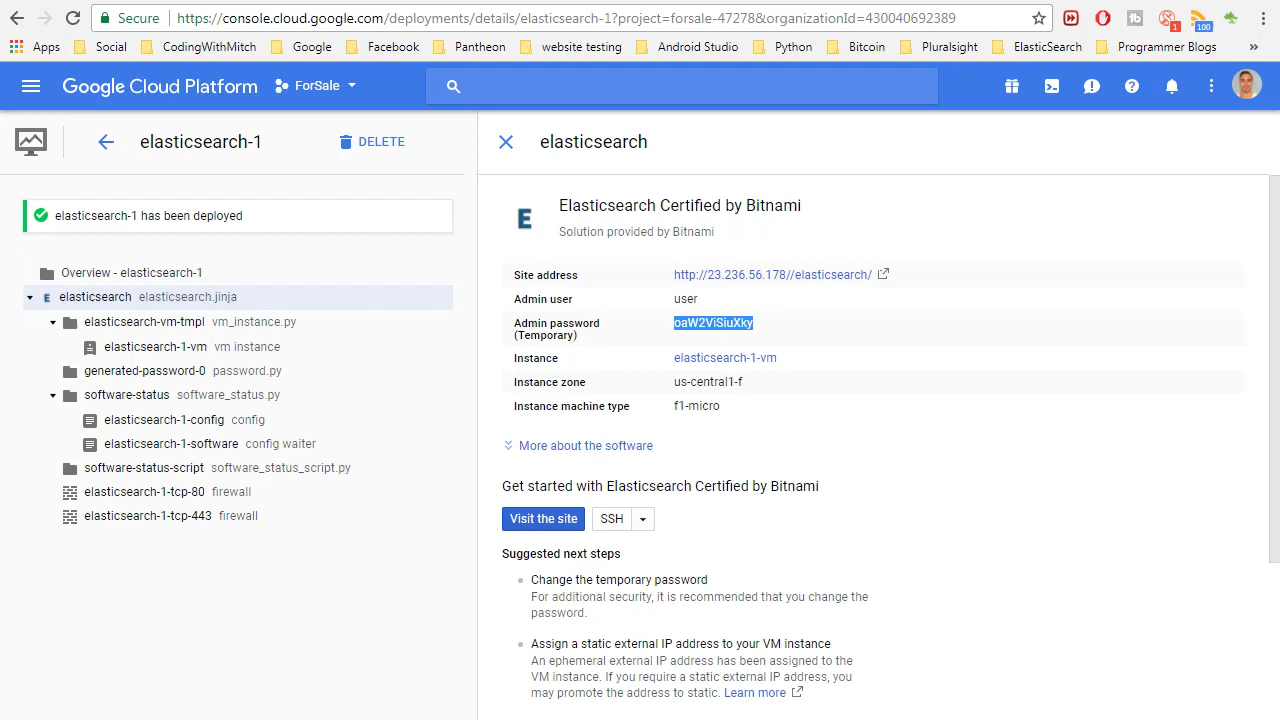 Secure
https://console.cloud.google.com/deployments/details/elasticsearch-1?project=forsale-47278&organizationId=430040692389
1
100
Apps
Social
CodingWithMitch
Google
Facebook
Pantheon
website testing
Android Studio
Python
Bitcoin
Pluralsight
ElasticSearch
Programmer Blogs
»
Google Cloud Platform
ForSale
elasticsearch-1
DELETE
elasticsearch-1 has been deployed
Overview - elasticsearch-1
E elasticsearch elasticsearch.jinja
elasticsearch-vm-tmpl vm_instance.py
elasticsearch-1-vm vm instance
generated-password-0 password.py
software-status software_status.py
elasticsearch-1-config config
elasticsearch-1-software config waiter
software-status-script software_status_script.py
elasticsearch-1-tcp-80 firewall
elasticsearch-1-tcp-443 firewall
elasticsearch
E
Elasticsearch Certified by Bitnami
Solution provided by Bitnami
Site address http://23.236.56.178//elasticsearch/
Admin user user
Admin password oaW2ViSiuXky
(Temporary)
Instance elasticsearch-1-vm
Instance zone us-central1-f
Instance machine type f1-micro
More about the software
Get started with Elasticsearch Certified by Bitnami
Visit the site SSH
Suggested next steps
Change the temporary password
For additional security, it is recommended that you change the
password.
Assign a static external IP address to your VM instance
An ephemeral external IP address has been assigned to the
VM instance. If you require a static external IP address, you
may promote the address to static. Learn more